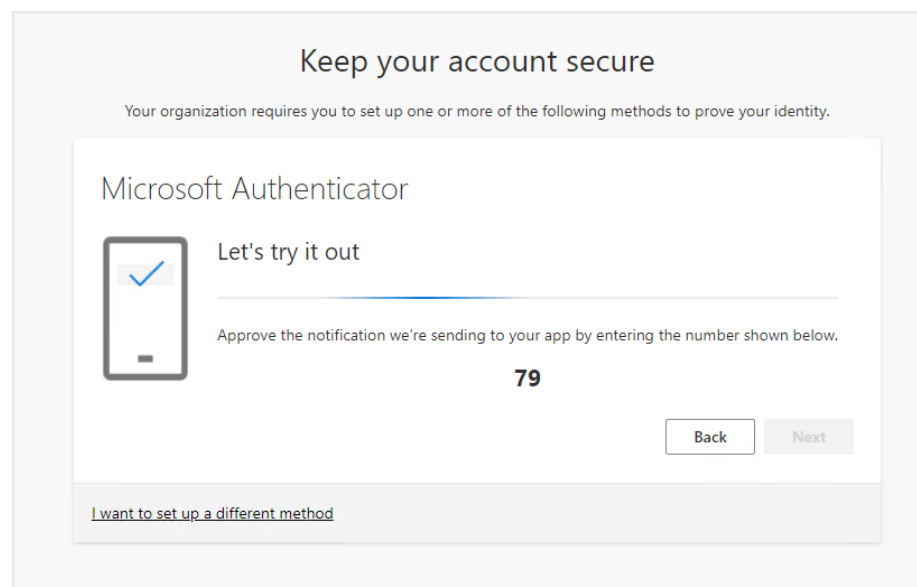 Keep your account secure
Your organization requires you to set up one or more of the following methods to prove your identity.
Microsoft Authenticator
Let's try it out
Approve the notification we're sending to your app by entering the number shown below.
79
Back Next
I want to set up a different method